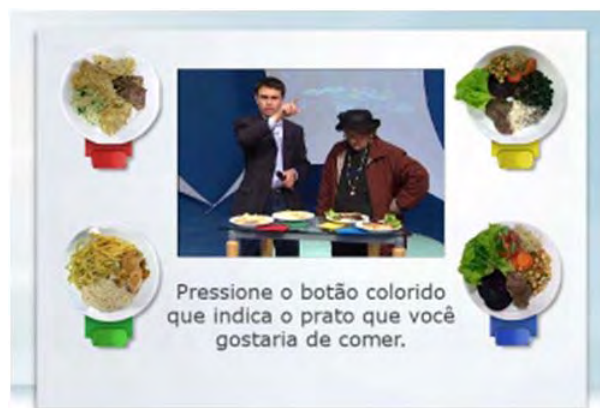 Pressione o botão colorido
que indica o prato que você
gostaria de comer.